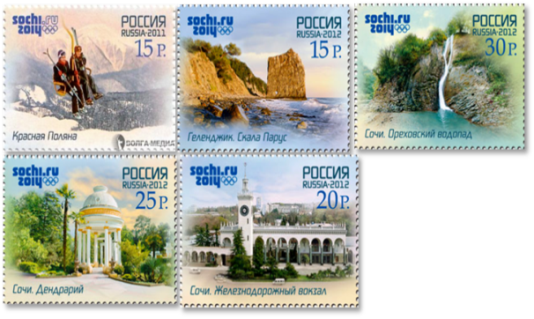 sochi.ru
2014
РОССИЯ
RUSSIA•2011
15 Р.
Красная Поляна
ВОЛГА-МЕДИА
sochi.ru
2014
РОССИЯ
RUSSIA•2012
15 Р.
Геленджик. Скала Парус
sochi.ru
2014
РОССИЯ
RUSSIA•2012
30 Р.
Сочи. Ореховский водопад
sochi.ru
2014
РОССИЯ
RUSSIA•2012
25 Р.
Сочи. Дендрарий
sochi.ru
2014
РОССИЯ
RUSSIA•2012
20 Р.
Сочи. Железнодорожный вокзал